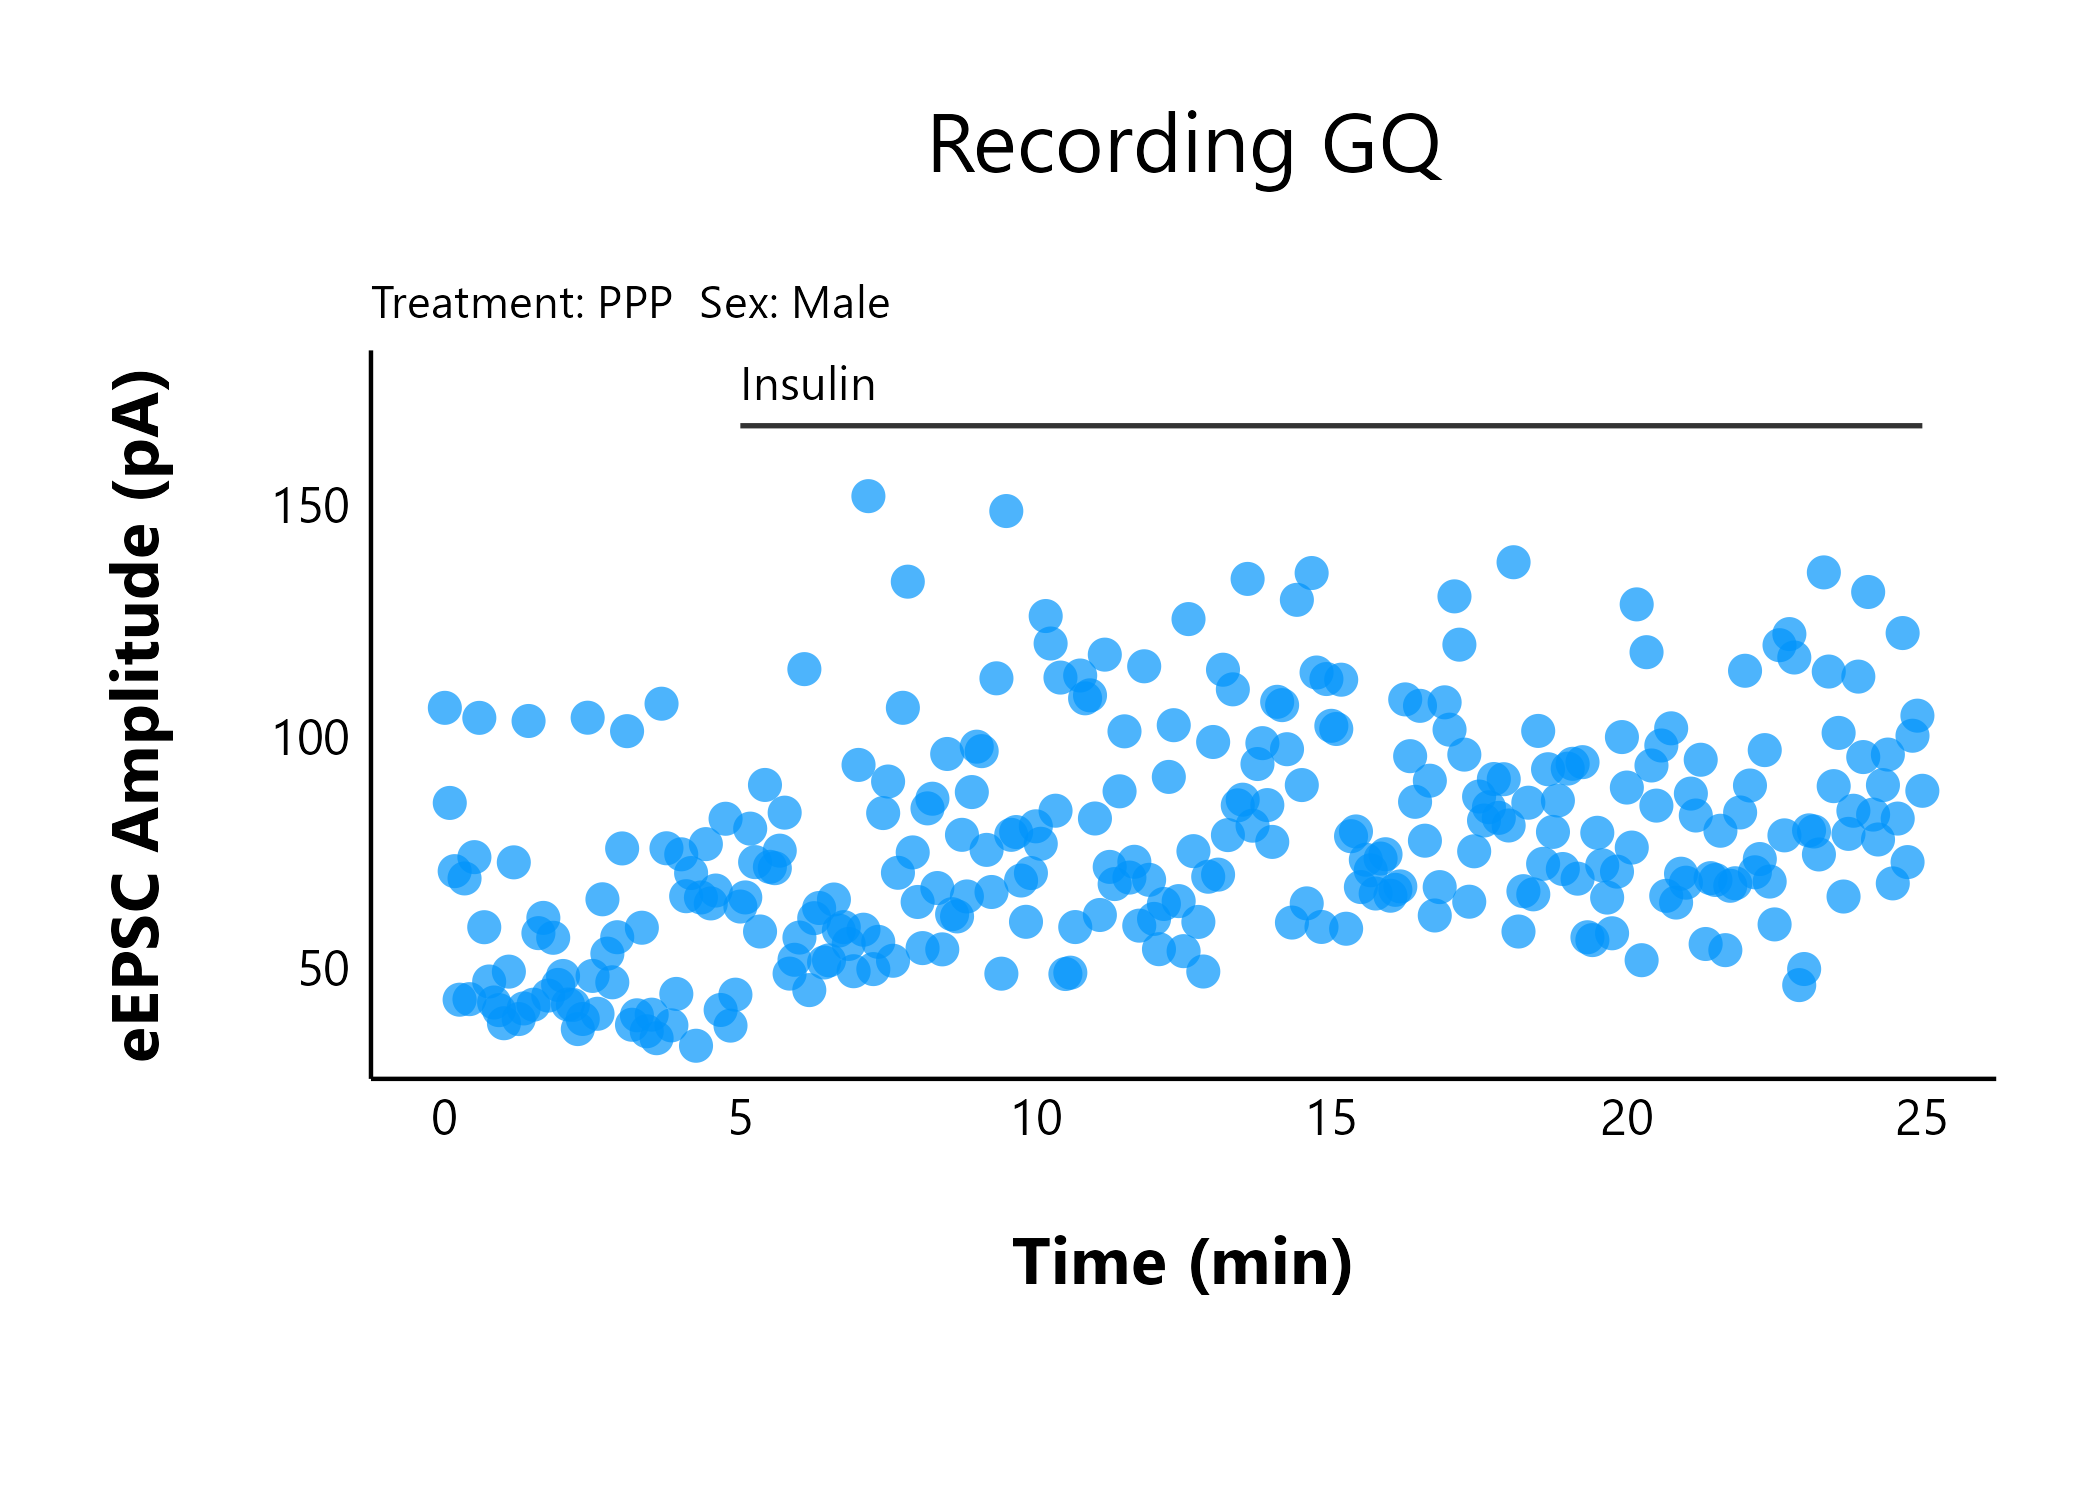 Recording GQ
Treatment: PPP  Sex: Male
Insulin
eEPSC Amplitude (pA)
150
100
50
0 5 10 15 20 25
Time (min)